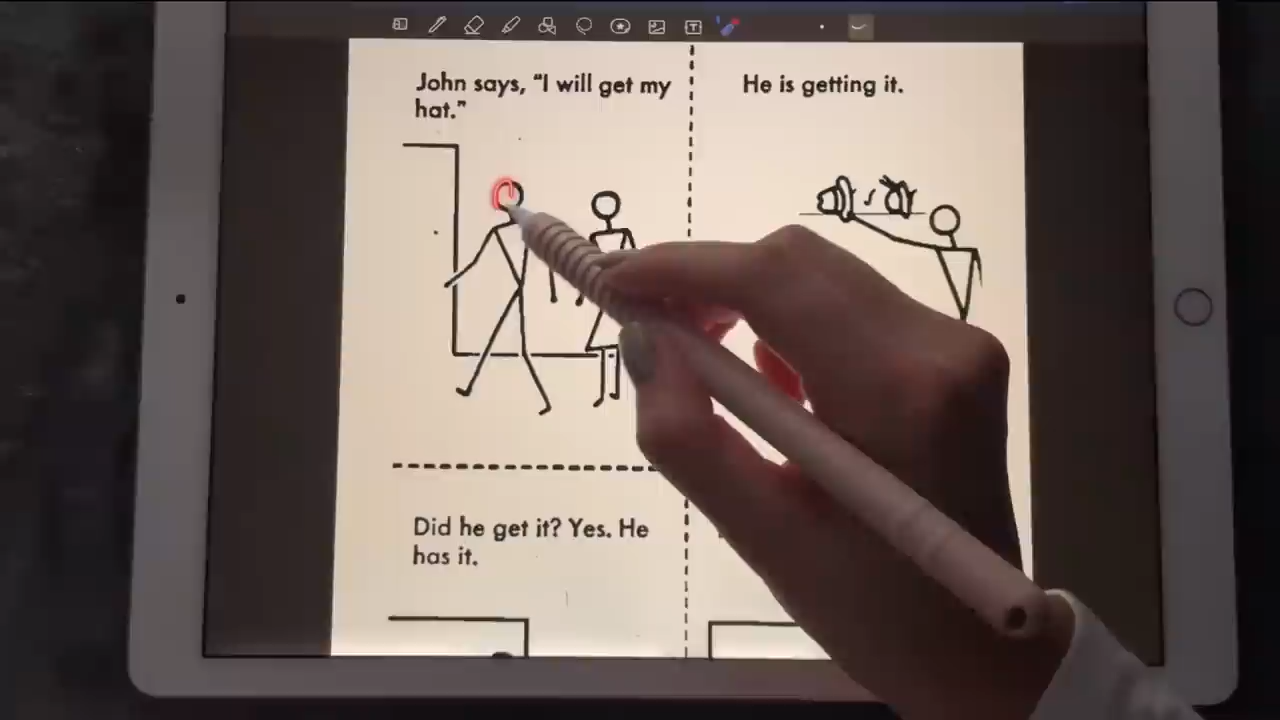 John says, “I will get my
hat.”
He is getting it.
Did he get it? Yes. He
has it.